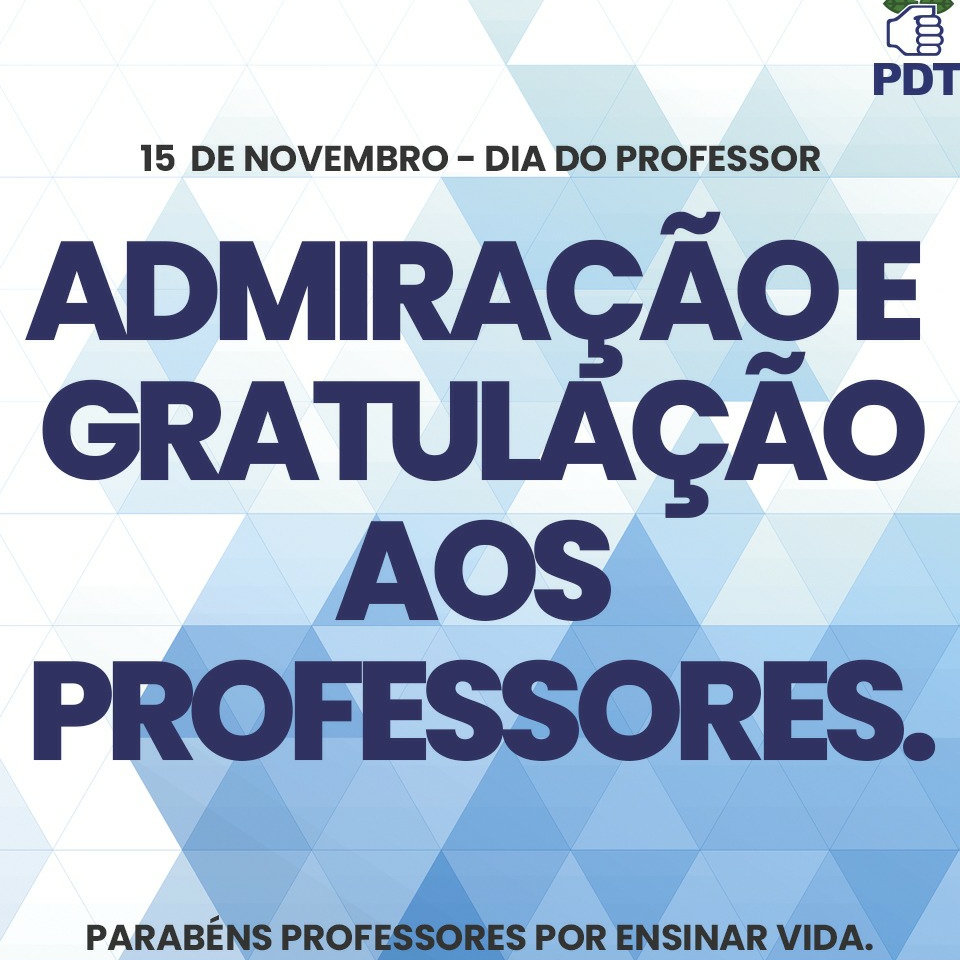 PDT
15 DE NOVEMBRO - DIA DO PROFESSOR
ADMIRAÇÃO E
GRATULAÇÃO
AOS
PROFESSORES.
PARABÉNS PROFESSORES POR ENSINAR VIDA.